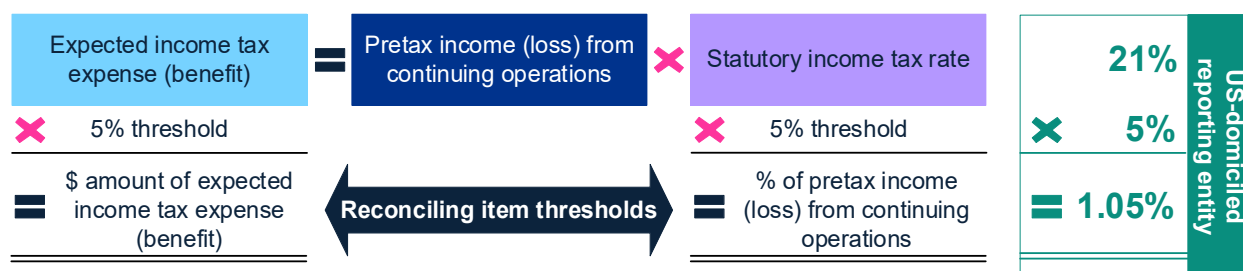 Expected income tax
expense (benefit)
=
Pretax income (loss) from
continuing operations
×
Statutory income tax rate
× 5% threshold
= $ amount of expected
income tax expense
(benefit)
Reconciling item thresholds
× 5% threshold
= % of pretax income
(loss) from continuing
operations
21%
× 5%
= 1.05%
US-domiciled
reporting entity